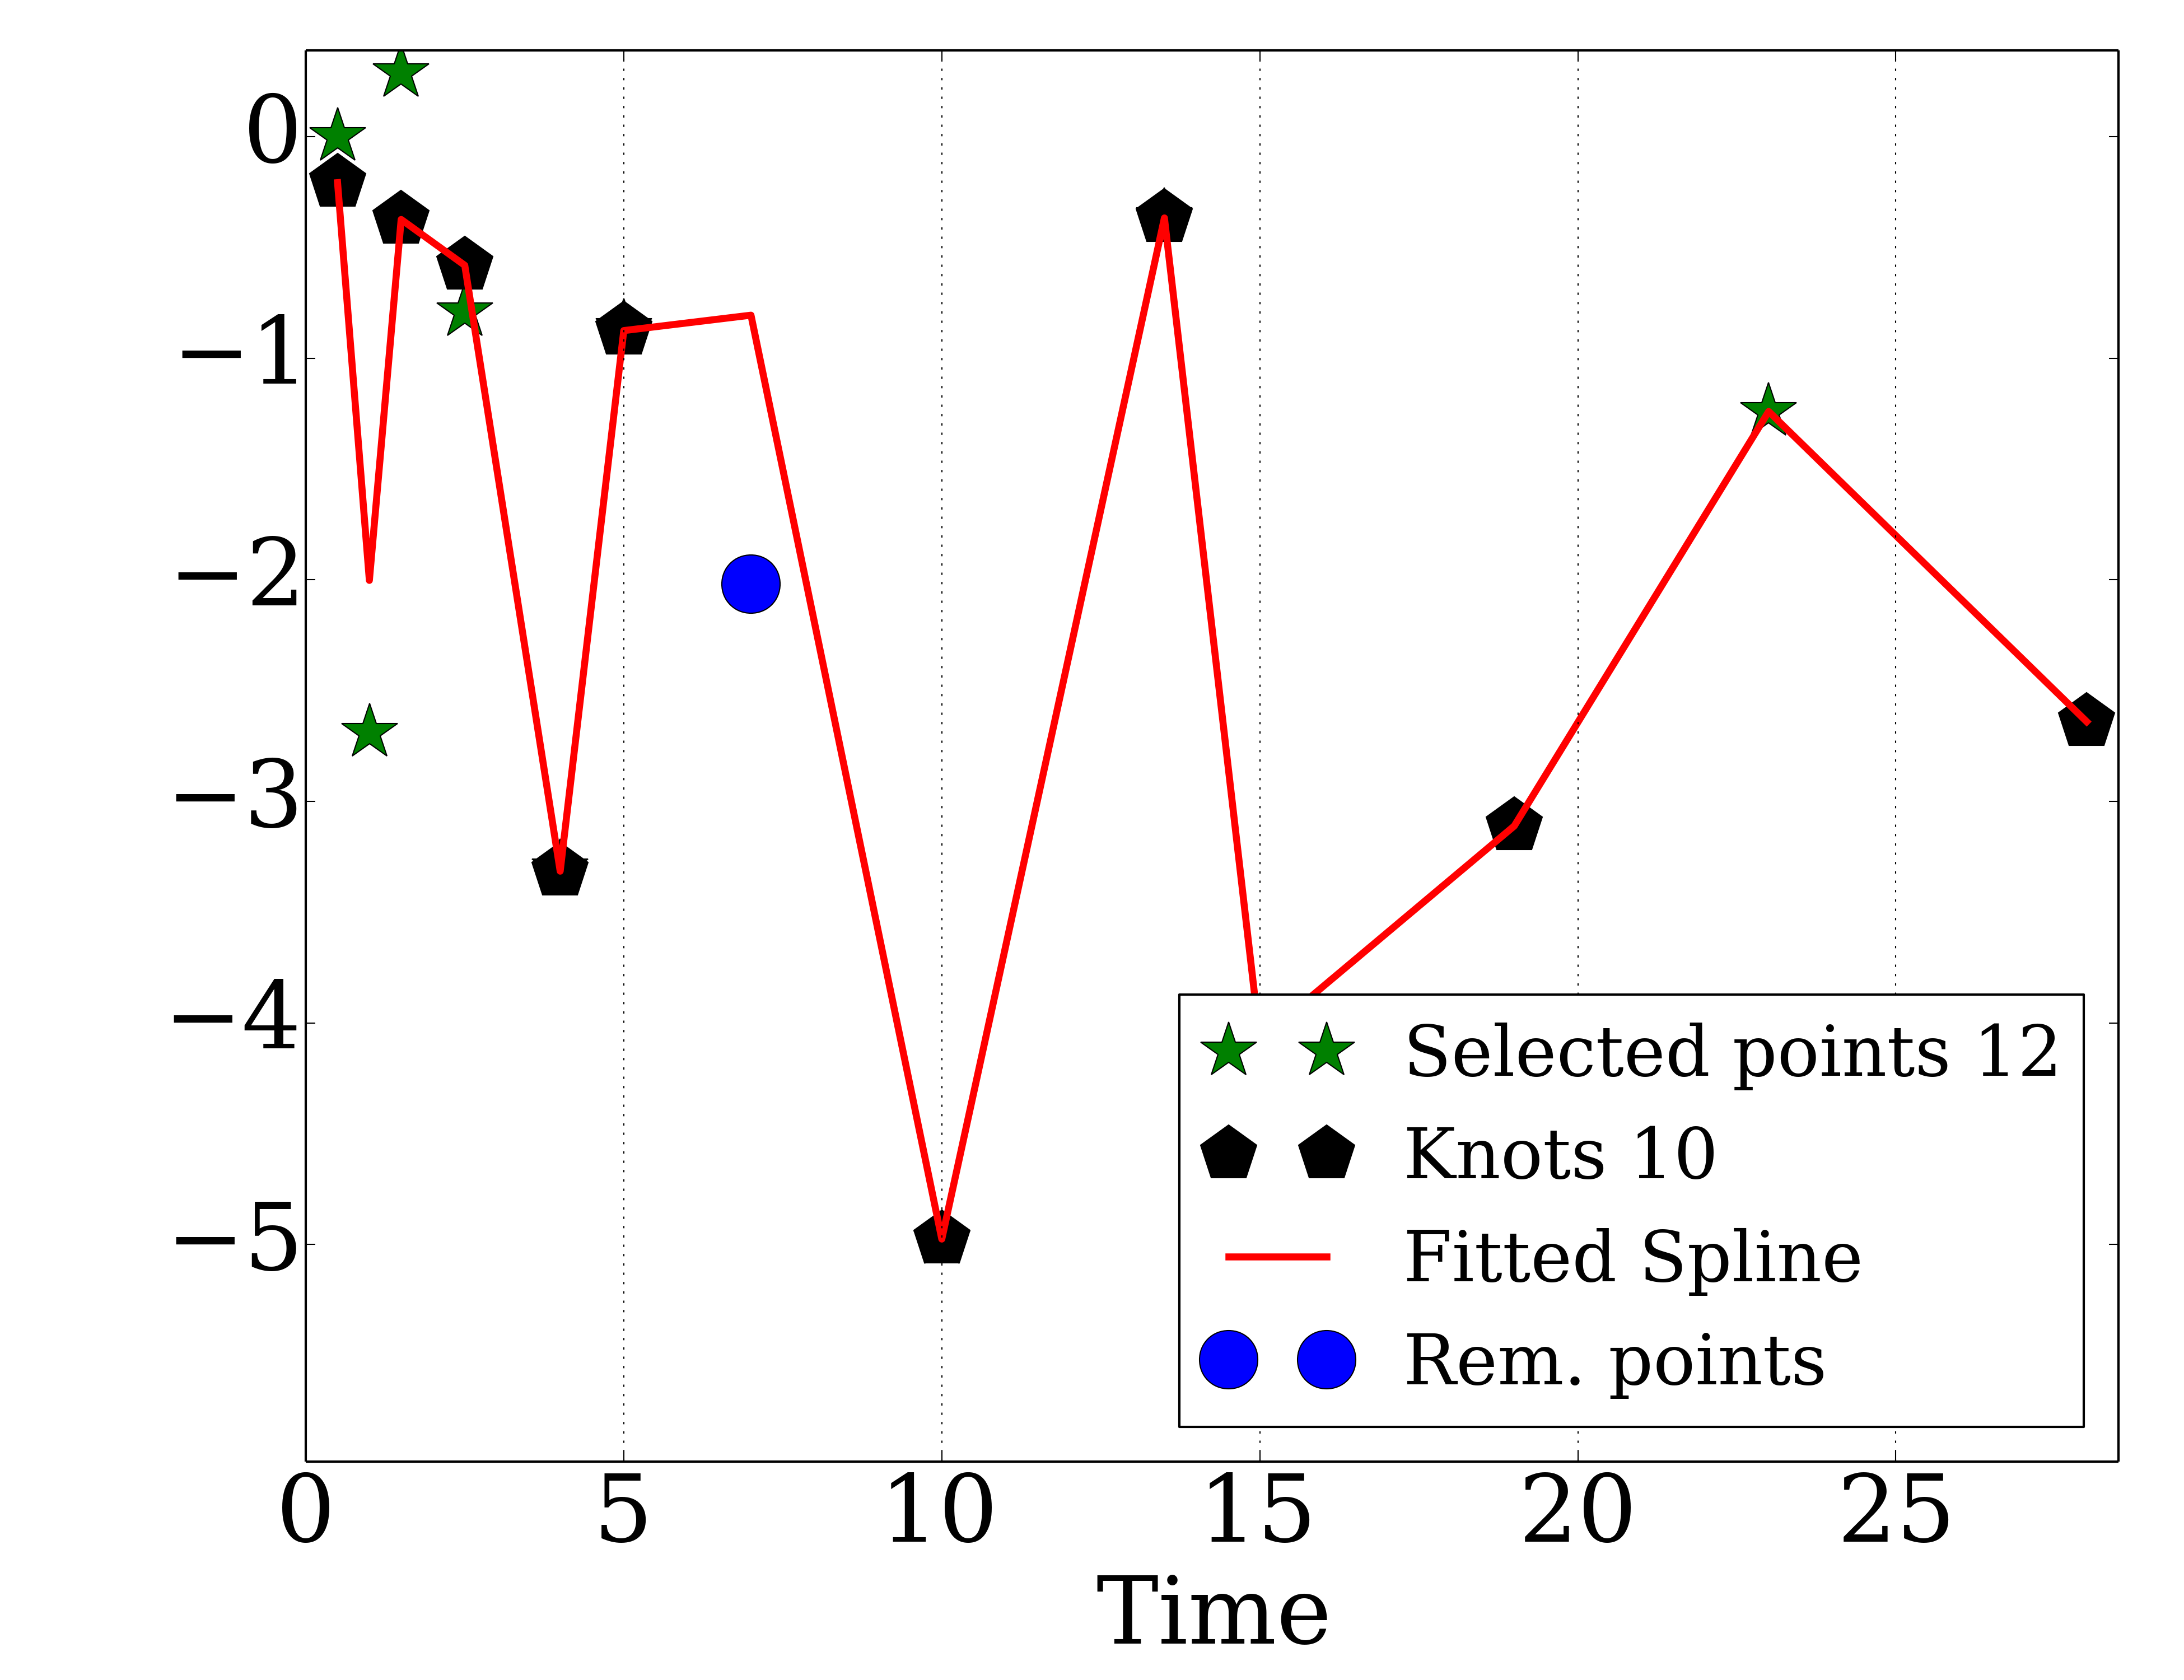 0
−1
−2
−3
−4
−5
Selected points 12
Knots 10
Fitted Spline
Rem. points
0 5 10 15 20 25
Time